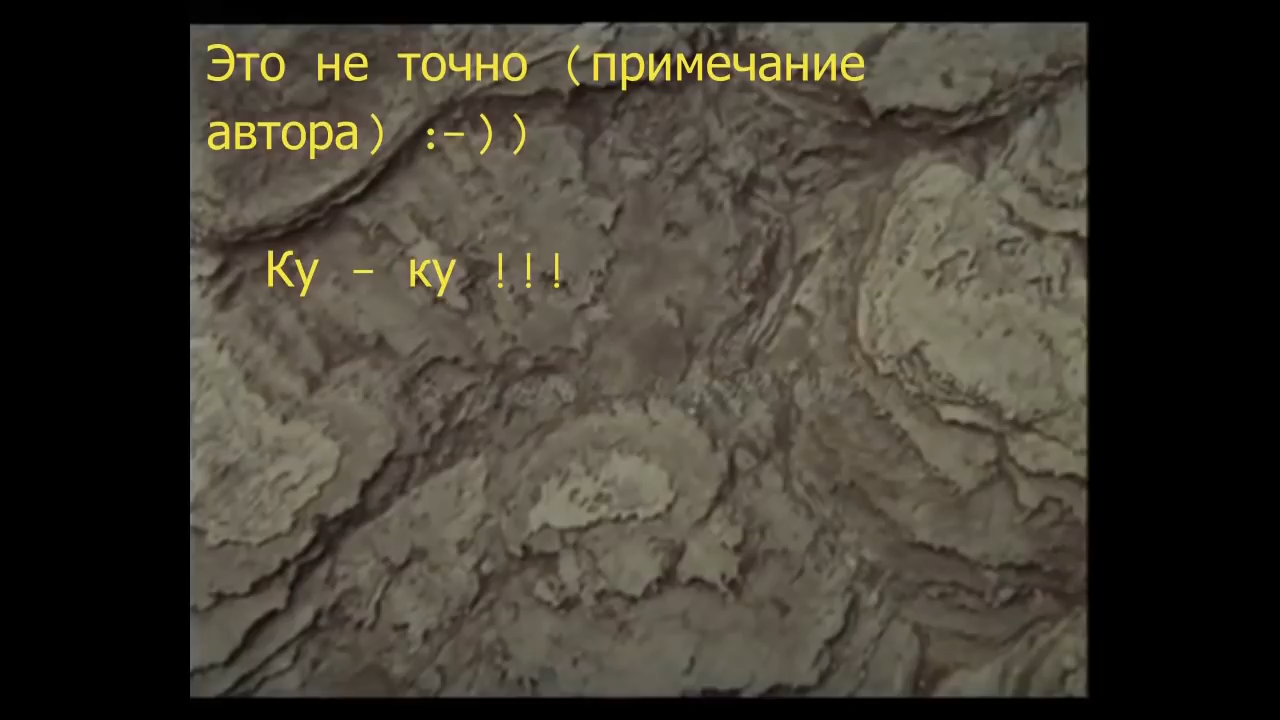 Это не точно (примечание
автора) :-))
Ку - ку !!!